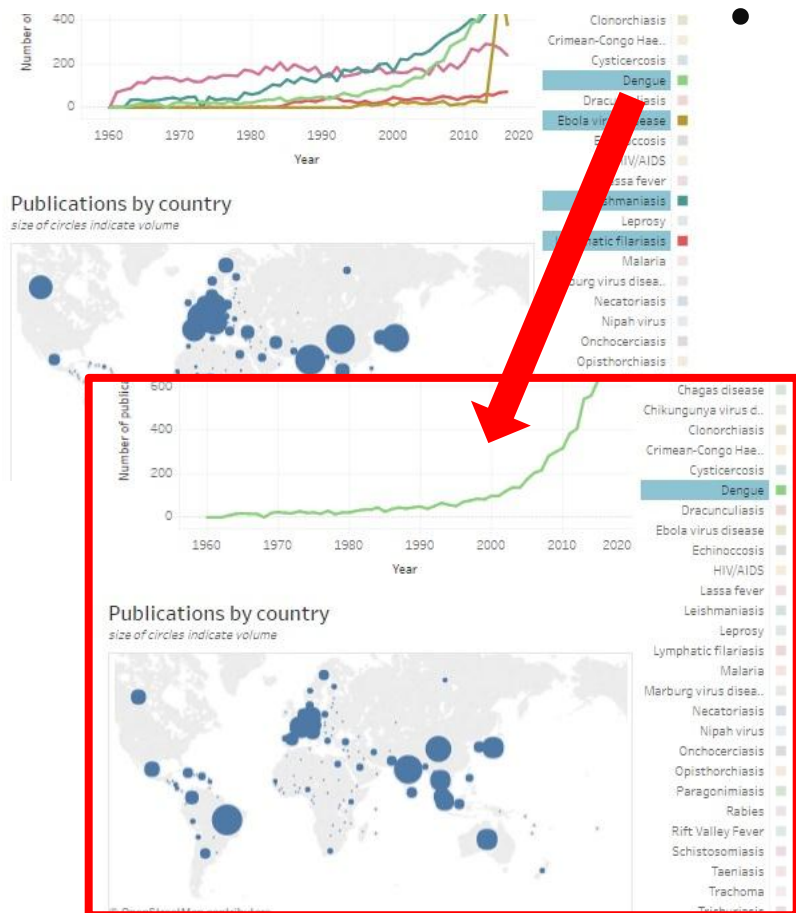 Number of
400
200
0
1960
1970
1980
1990
2000
2010
2020
Year
Clonorchiasis
Crimean-Congo Hae..
Cysticercosis
Dengue
Ebola
HIV/AIDS
Leprosy
Malaria
Necatoriasis
Nipah virus
Onchocerciasis
Opisthorchiasis
Publications by country
size of circles indicate volume
Number of publica
600
400
200
0
1960
1970
1980
1990
2000
2010
2020
Year
Chagas disease
Chikungunya virus d..
Clonorchiasis
Crimean-Congo Hae..
Cysticercosis
Dengue
Dracunculiasis
Ebola virus disease
Echinoccosis
HIV/AIDS
Lassa fever
Leishmaniasis
Leprosy
Lymphatic filariasis
Malaria
Marburg virus disea..
Necatoriasis
Nipah virus
Onchocerciasis
Opisthorchiasis
Paragonimiasis
Rabies
Rift Valley Fever
Schistosomiasis
Taeniasis
Trachoma
Publications by country
size of circles indicate volume